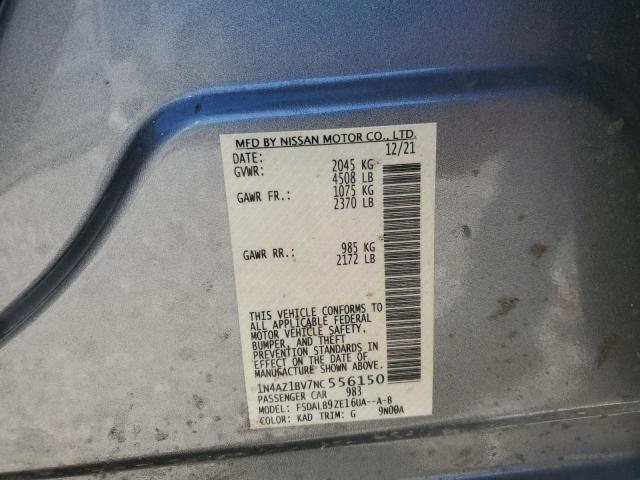 MFD BY NISSAN MOTOR CO., LTD.
DATE: 12/21
GVWR: 2045 KG
4508 LB
GAWR FR.: 1075 KG
2370 LB
GAWR RR.: 985 KG
2172 LB
THIS VEHICLE CONFORMS TO
ALL APPLICABLE FEDERAL
MOTOR VEHICLE SAFETY,
BUMPER, AND THEFT
PREVENTION STANDARDS IN
EFFECT ON THE DATE OF
MANUFACTURE SHOWN ABOVE.
1N4AZ1BV7NC556150
PASSENGER CAR 983
MODEL: FSDALB9ZE16UA--A-B
COLOR: KAD TRIM: G 9N00A